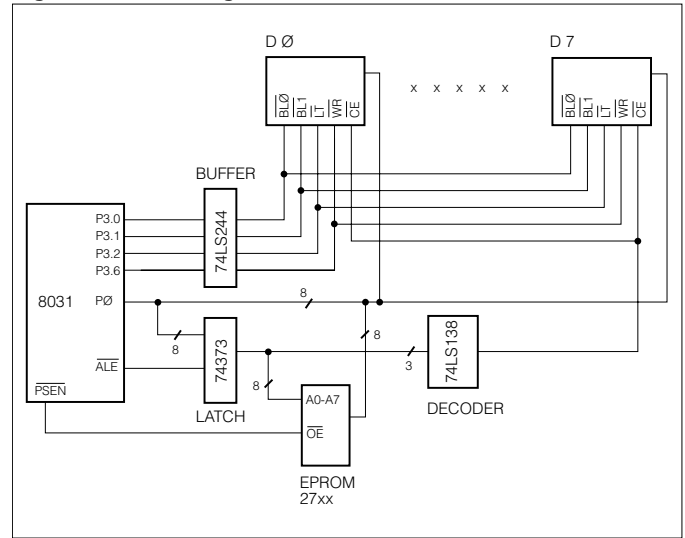 D Ø
D 7
x x x x x
BLØ
BL1
LT
WR
CE
BLØ
BL1
LT
WR
CE
BUFFER
74LS244
P3.0
P3.1
P3.2
P3.6
8031
PØ
ALE
PSEN
8
8
8
8
3
74373
LATCH
A0-A7
OE
EPROM
27xx
74LS138
DECODER